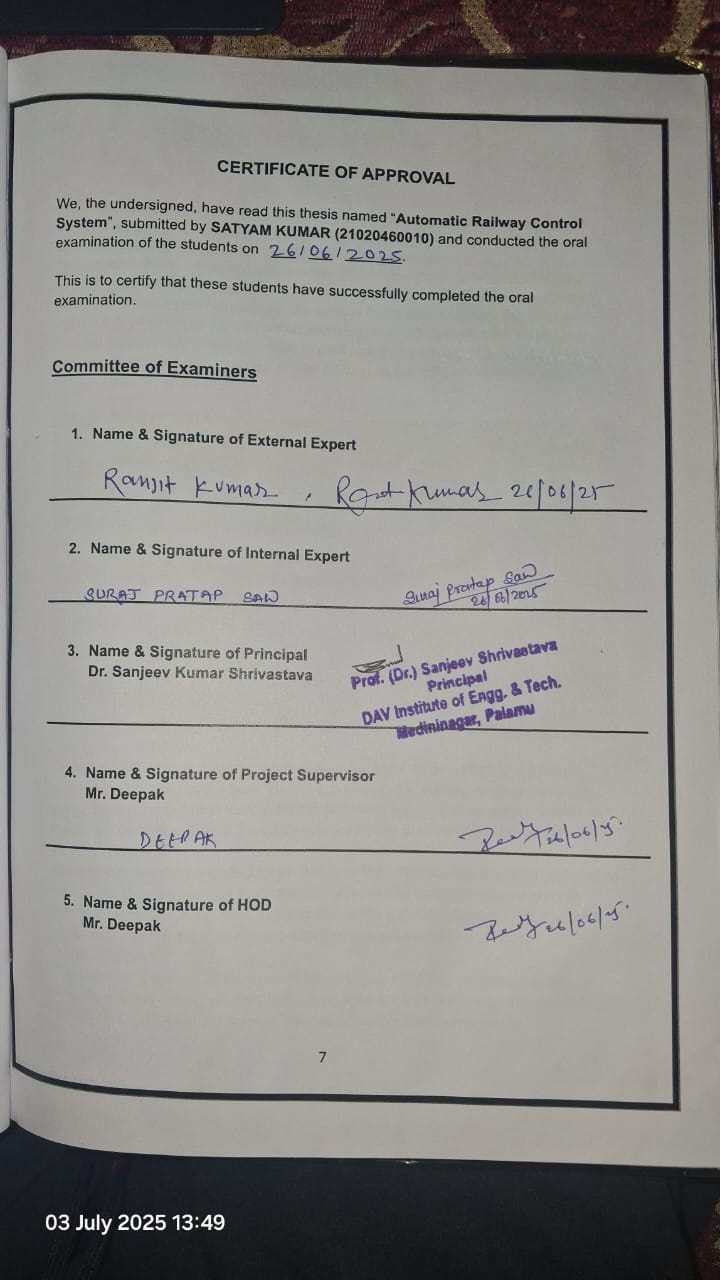 CERTIFICATE OF APPROVAL
We, the undersigned, have read this thesis named "Automatic Railway Control
System", submitted by SATYAM KUMAR (21020460010) and conducted the oral
examination of the students on 26/06/2025.
This is to certify that these students have successfully completed the oral
examination.
Committee of Examiners
1. Name & Signature of External Expert
Ranjit Kumar , Kumar 26/06/25
2. Name & Signature of Internal Expert
SURAJ PRATAP SAW Suraj Pratap Saw
26/06/2025
3. Name & Signature of Principal
Dr. Sanjeev Kumar Shrivastava
Prof. (Dr.) Sanjeev Shrivastava
Principal
DAV Institute of Engg. & Tech.
Medininagar, Palamu
4. Name & Signature of Project Supervisor
Mr. Deepak
DEEPAK 26/06/25.
5. Name & Signature of HOD
Mr. Deepak
26/06/25.
7
03 July 2025 13:49